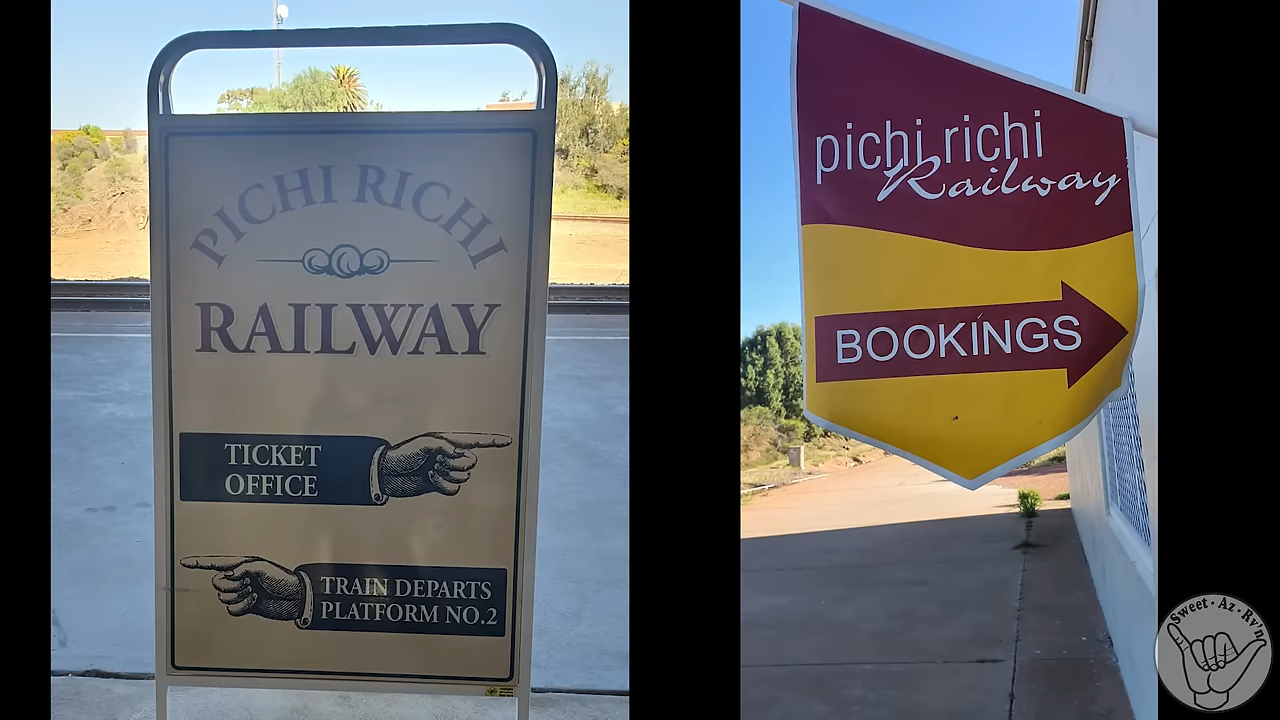 PICHI RICHI
RAILWAY
TICKET
OFFICE
TRAIN DEPARTS
PLATFORM NO.2
pichi richi
Railway
BOOKINGS
Sweet · Az · Rv'n